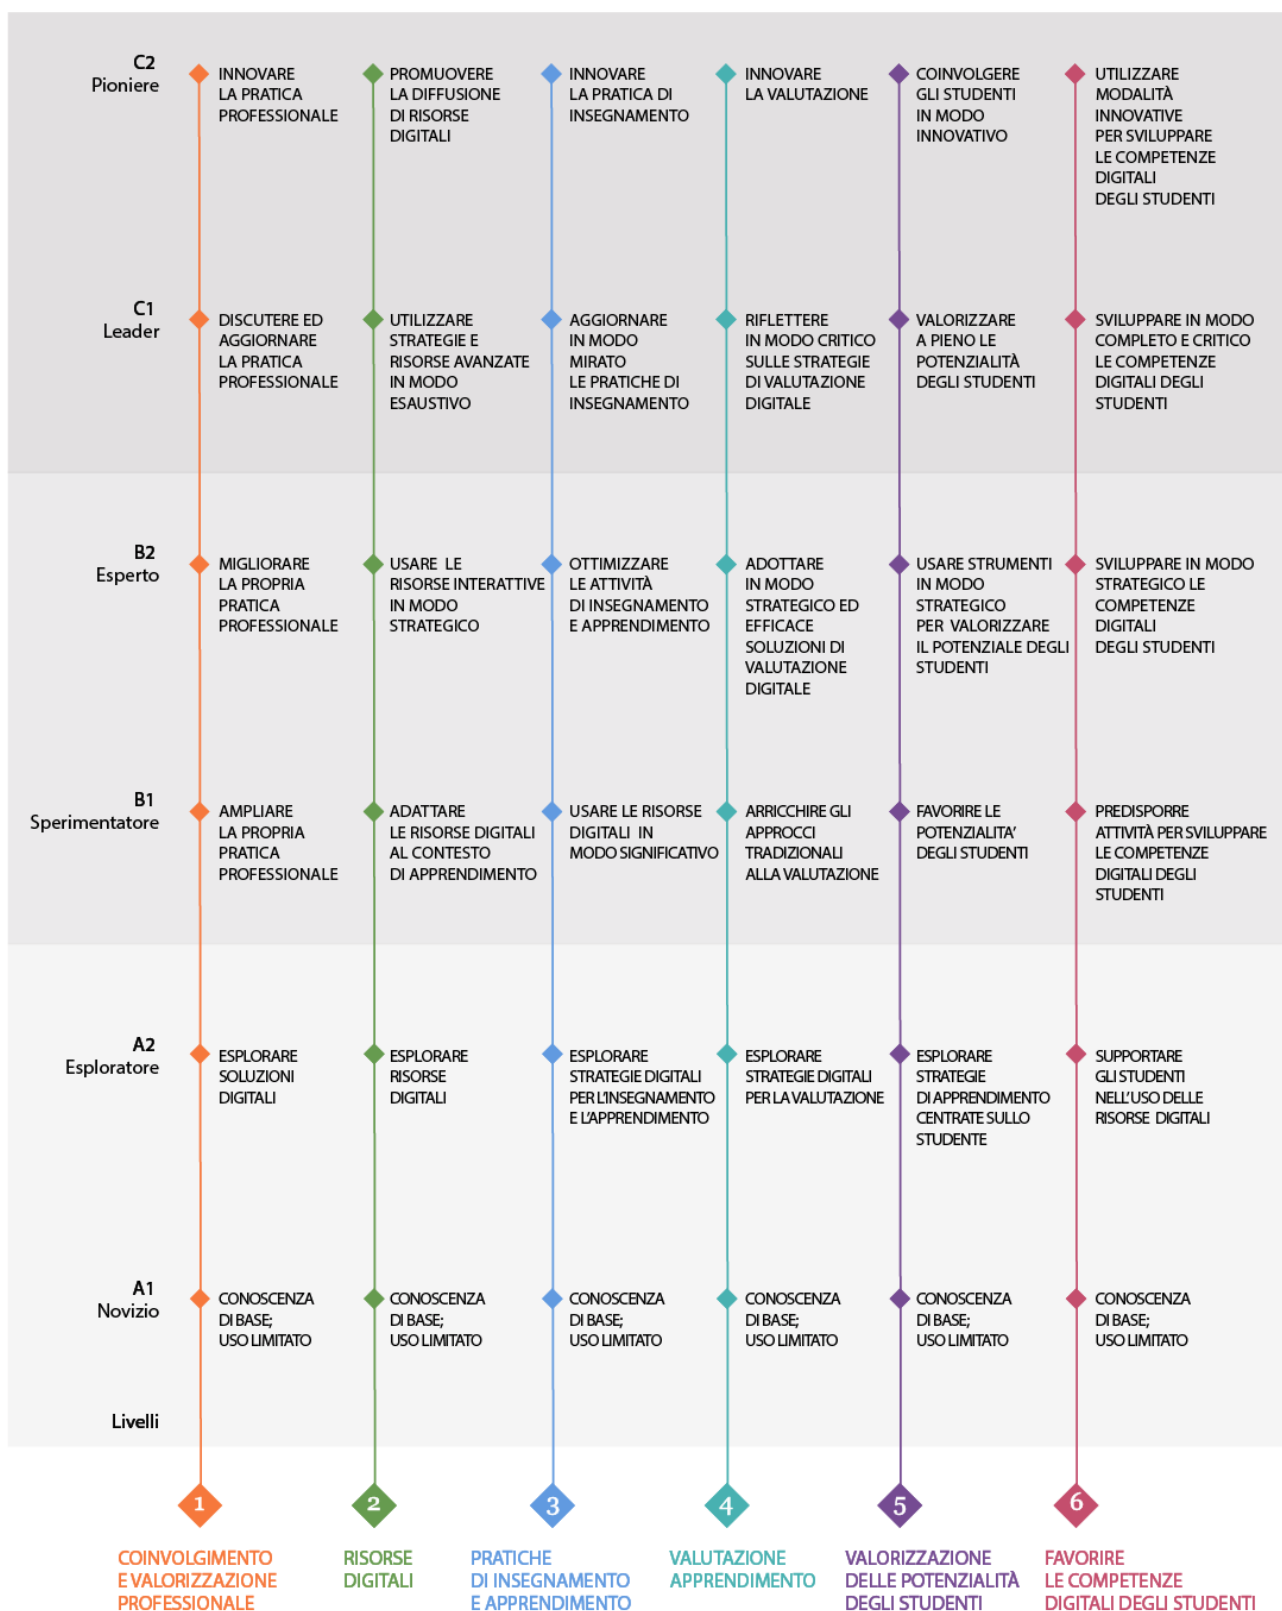 C2
Pioniere
INNOVARE
LA PRATICA
PROFESSIONALE
PROMUOVERE
LA DIFFUSIONE
DI RISORSE
DIGITALI
INNOVARE
LA PRATICA DI
INSEGNAMENTO
INNOVARE
LA VALUTAZIONE
COINVOLGERE
GLI STUDENTI
IN MODO
INNOVATIVO
UTILIZZARE
MODALITÀ
INNOVATIVE
PER SVILUPPARE
LE COMPETENZE
DIGITALI
DEGLI STUDENTI
C1
Leader
DISCUTERE ED
AGGIORNARE
LA PRATICA
PROFESSIONALE
UTILIZZARE
STRATEGIE E
RISORSE AVANZATE
IN MODO
ESAUSTIVO
AGGIORNARE
IN MODO
MIRATO
LE PRATICHE DI
INSEGNAMENTO
RIFLETTERE
IN MODO CRITICO
SULLE STRATEGIE
DI VALUTAZIONE
DIGITALE
VALORIZZARE
A PIENO LE
POTENZIALITÀ
DEGLI STUDENTI
SVILUPPARE IN MODO
COMPLETO E CRITICO
LE COMPETENZE
DIGITALI DEGLI
STUDENTI
B2
Esperto
MIGLIORARE
LA PROPRIA
PRATICA
PROFESSIONALE
USARE LE
RISORSE INTERATTIVE
IN MODO
STRATEGICO
OTTIMIZZARE
LE ATTIVITÀ
DI INSEGNAMENTO
E APPRENDIMENTO
ADOTTARE
IN MODO
STRATEGICO ED
EFFICACE
SOLUZIONI DI
VALUTAZIONE
DIGITALE
USARE STRUMENTI
IN MODO
STRATEGICO
PER VALORIZZARE
IL POTENZIALE DEGLI
STUDENTI
SVILUPPARE IN MODO
STRATEGICO LE
COMPETENZE
DIGITALI
DEGLI STUDENTI
B1
Sperimentatore
AMPLIARE
LA PROPRIA
PRATICA
PROFESSIONALE
ADATTARE
LE RISORSE DIGITALI
AL CONTESTO
DI APPRENDIMENTO
USARE LE RISORSE
DIGITALI IN
MODO SIGNIFICATIVO
ARRICCHIRE GLI
APPROCCI
TRADIZIONALI
ALLA VALUTAZIONE
FAVORIRE LE
POTENZIALITA'
DEGLI STUDENTI
PREDISPORRE
ATTIVITÀ PER SVILUPPARE
LE COMPETENZE
DIGITALI DEGLI
STUDENTI
A2
Esploratore
ESPLORARE
SOLUZIONI
DIGITALI
ESPLORARE
RISORSE
DIGITALI
ESPLORARE
STRATEGIE DIGITALI
PER L'INSEGNAMENTO
E L'APPRENDIMENTO
ESPLORARE
STRATEGIE DIGITALI
PER LA VALUTAZIONE
ESPLORARE
STRATEGIE
DI APPRENDIMENTO
CENTRATE SULLO
STUDENTE
SUPPORTARE
GLI STUDENTI
NELL'USO DELLE
RISORSE DIGITALI
A1
Novizio
CONOSCENZA
DI BASE;
USO LIMITATO
CONOSCENZA
DI BASE;
USO LIMITATO
CONOSCENZA
DI BASE;
USO LIMITATO
CONOSCENZA
DI BASE;
USO LIMITATO
CONOSCENZA
DI BASE;
USO LIMITATO
CONOSCENZA
DI BASE;
USO LIMITATO
Livelli
1
COINVOLGIMENTO
E VALORIZZAZIONE
PROFESSIONALE
2
RISORSE
DIGITALI
3
PRATICHE
DI INSEGNAMENTO
E APPRENDIMENTO
4
VALUTAZIONE
APPRENDIMENTO
5
VALORIZZAZIONE
DELLE POTENZIALITÀ
DEGLI STUDENTI
6
FAVORIRE
LE COMPETENZE
DIGITALI DEGLI STUDENTI